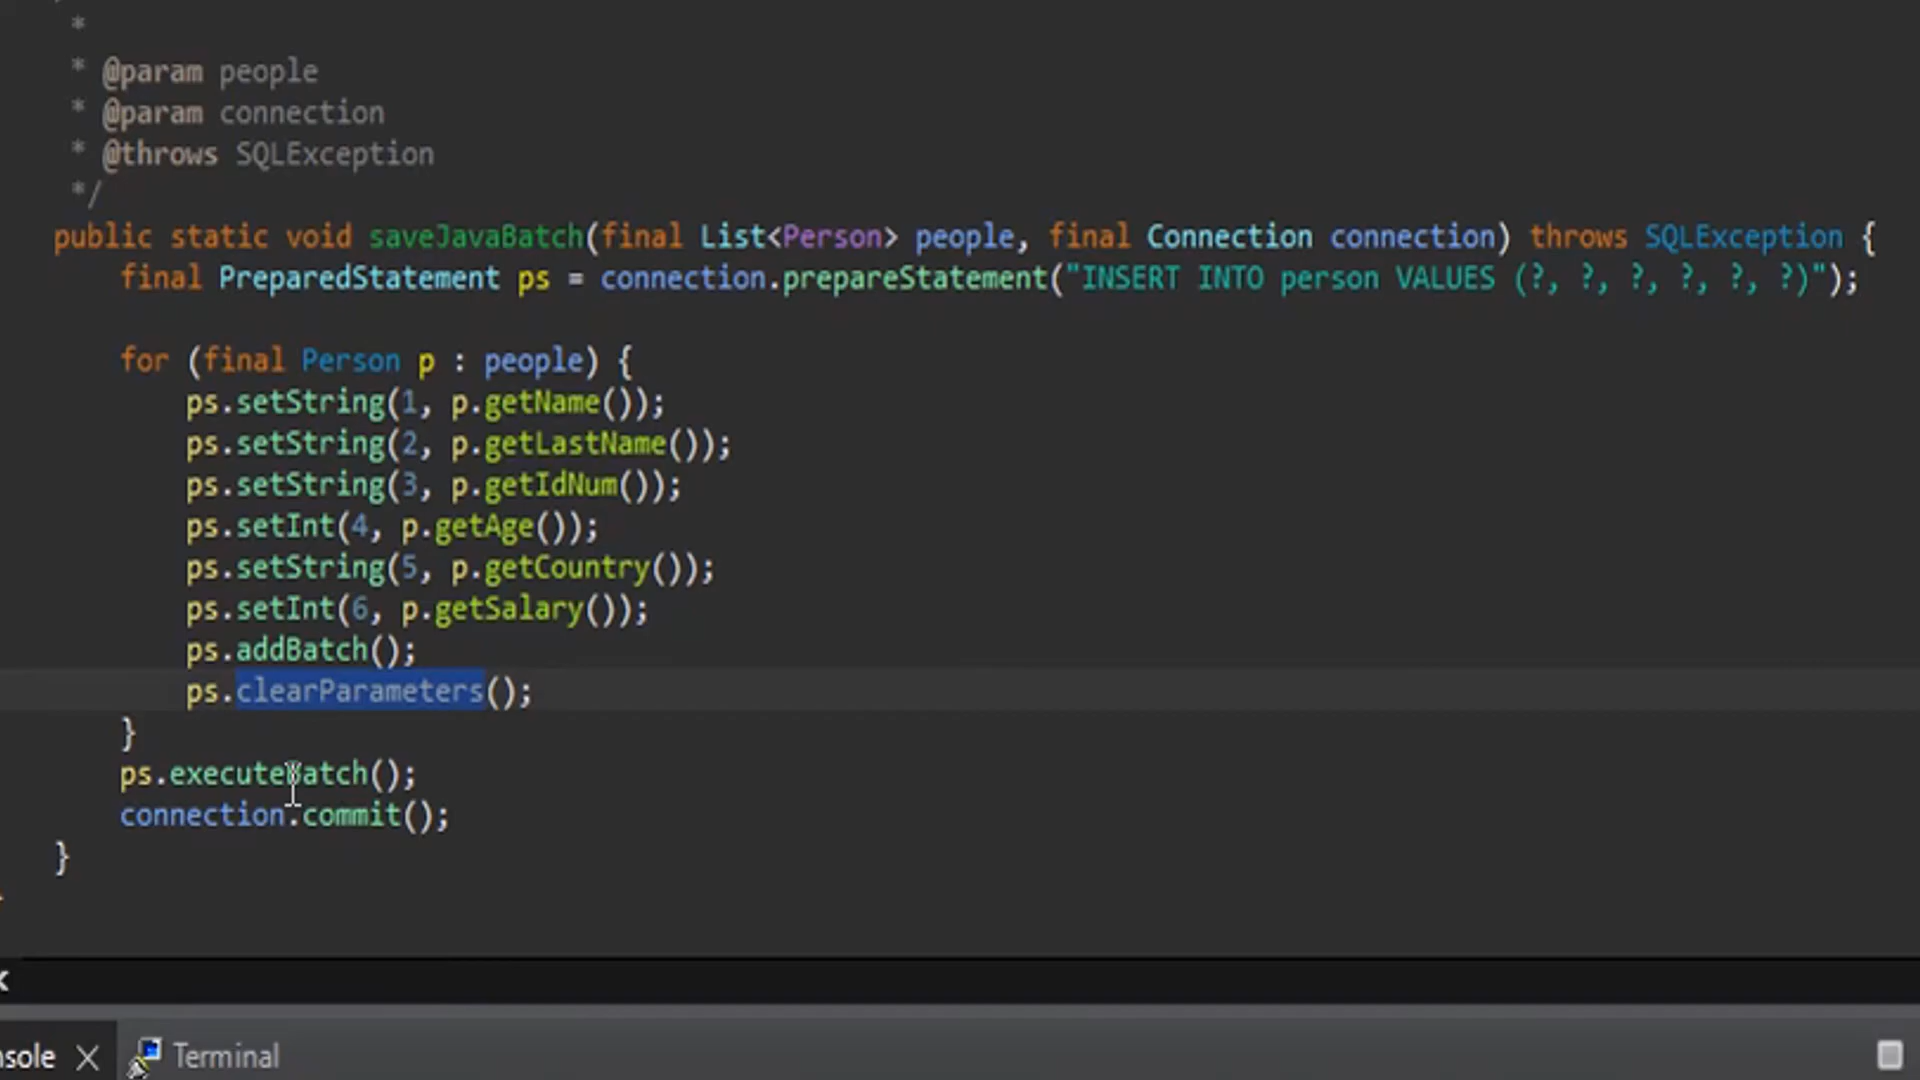 *
* @param people
* @param connection
* @throws SQLException
*/
public static void saveJavaBatch(final List<Person> people, final Connection connection) throws SQLException {
final PreparedStatement ps = connection.prepareStatement("INSERT INTO person VALUES (?, ?, ?, ?, ?, ?)");
for (final Person p : people) {
ps.setString(1, p.getName());
ps.setString(2, p.getLastName());
ps.setString(3, p.getIdNum());
ps.setInt(4, p.getAge());
ps.setString(5, p.getCountry());
ps.setInt(6, p.getSalary());
ps.addBatch();
ps.clearParameters();
}
ps.executeBatch();
connection.commit();
}
nsole Terminal